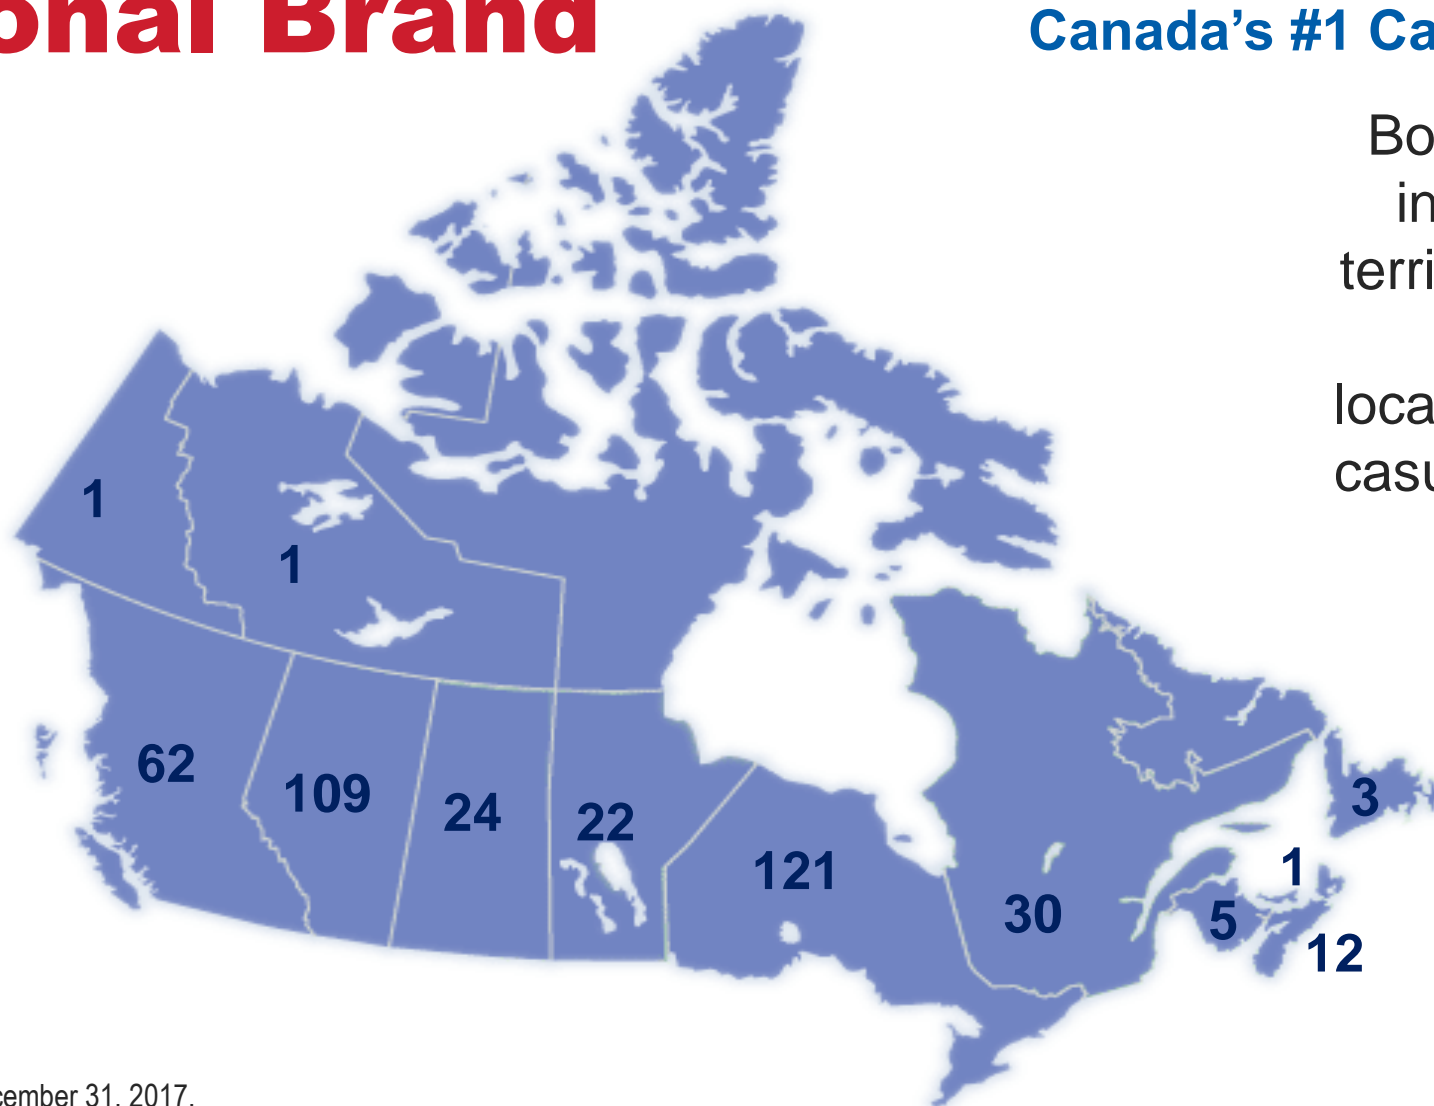 onal Brand
Canada's #1 Ca
Bo
in
terri
loca
casu
1
1
62
109
24
22
121
30
3
1
5
12
cember 31, 2017.